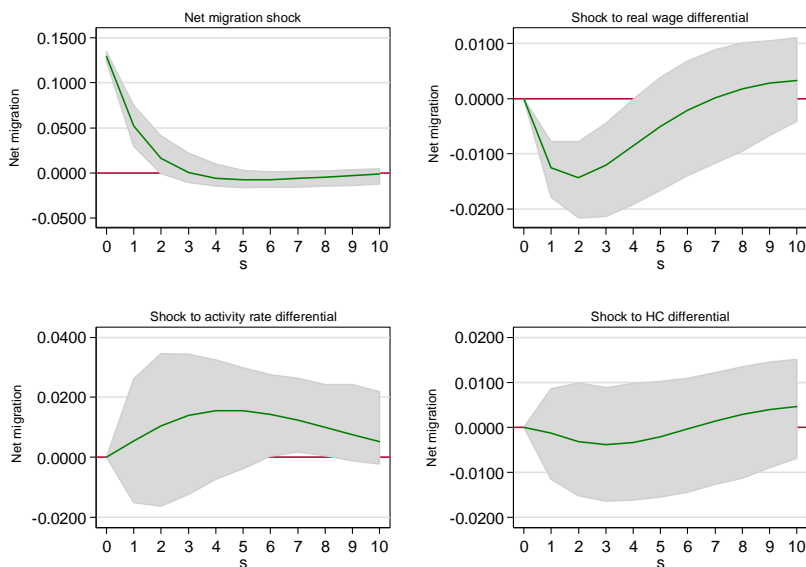 Net migration shock
Net migration
0.1500
0.1000
0.0500
0.0000
-0.0500
0 1 2 3 4 5 6 7 8 9 10
s
Shock to real wage differential
Net migration
0.0100
0.0000
-0.0100
-0.0200
0 1 2 3 4 5 6 7 8 9 10
s
Shock to activity rate differential
Net migration
0.0400
0.0200
0.0000
-0.0200
0 1 2 3 4 5 6 7 8 9 10
s
Shock to HC differential
Net migration
0.0200
0.0100
0.0000
-0.0100
-0.0200
0 1 2 3 4 5 6 7 8 9 10
s